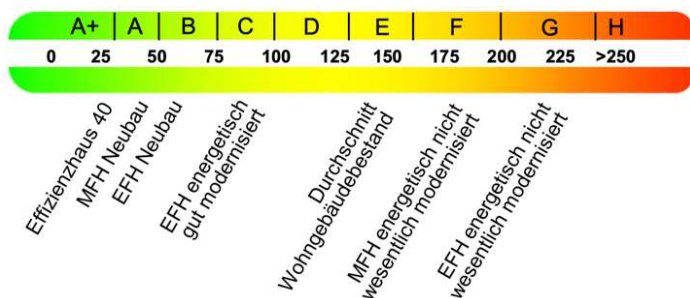 A+ A B C D E F G H
0 25 50 75 100 125 150 175 200 225 >250
Effizienzhaus 40
MFH Neubau
EFH Neubau
EFH energetisch
gut modernisiert
Durchschnitt
Wohngebäudebestand
MFH energetisch nicht
wesentlich modernisiert
EFH energetisch nicht
wesentlich modernisiert